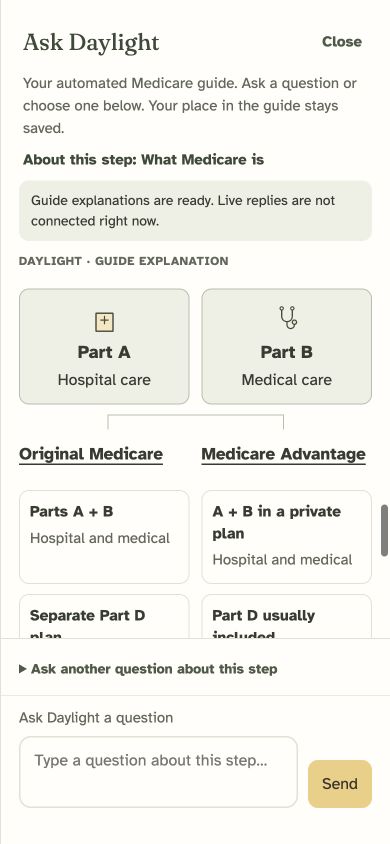 Ask Daylight
Close
Your automated Medicare guide. Ask a question or
choose one below. Your place in the guide stays
saved.
About this step: What Medicare is
Guide explanations are ready. Live replies are not
connected right now.
DAYLIGHT · GUIDE EXPLANATION
Part A
Hospital care
Part B
Medical care
Original Medicare
Medicare Advantage
Parts A + B
Hospital and medical
A + B in a private
plan
Hospital and medical
Separate Part D
plan
Part D usually
included
▶ Ask another question about this step
Ask Daylight a question
Type a question about this step...
Send